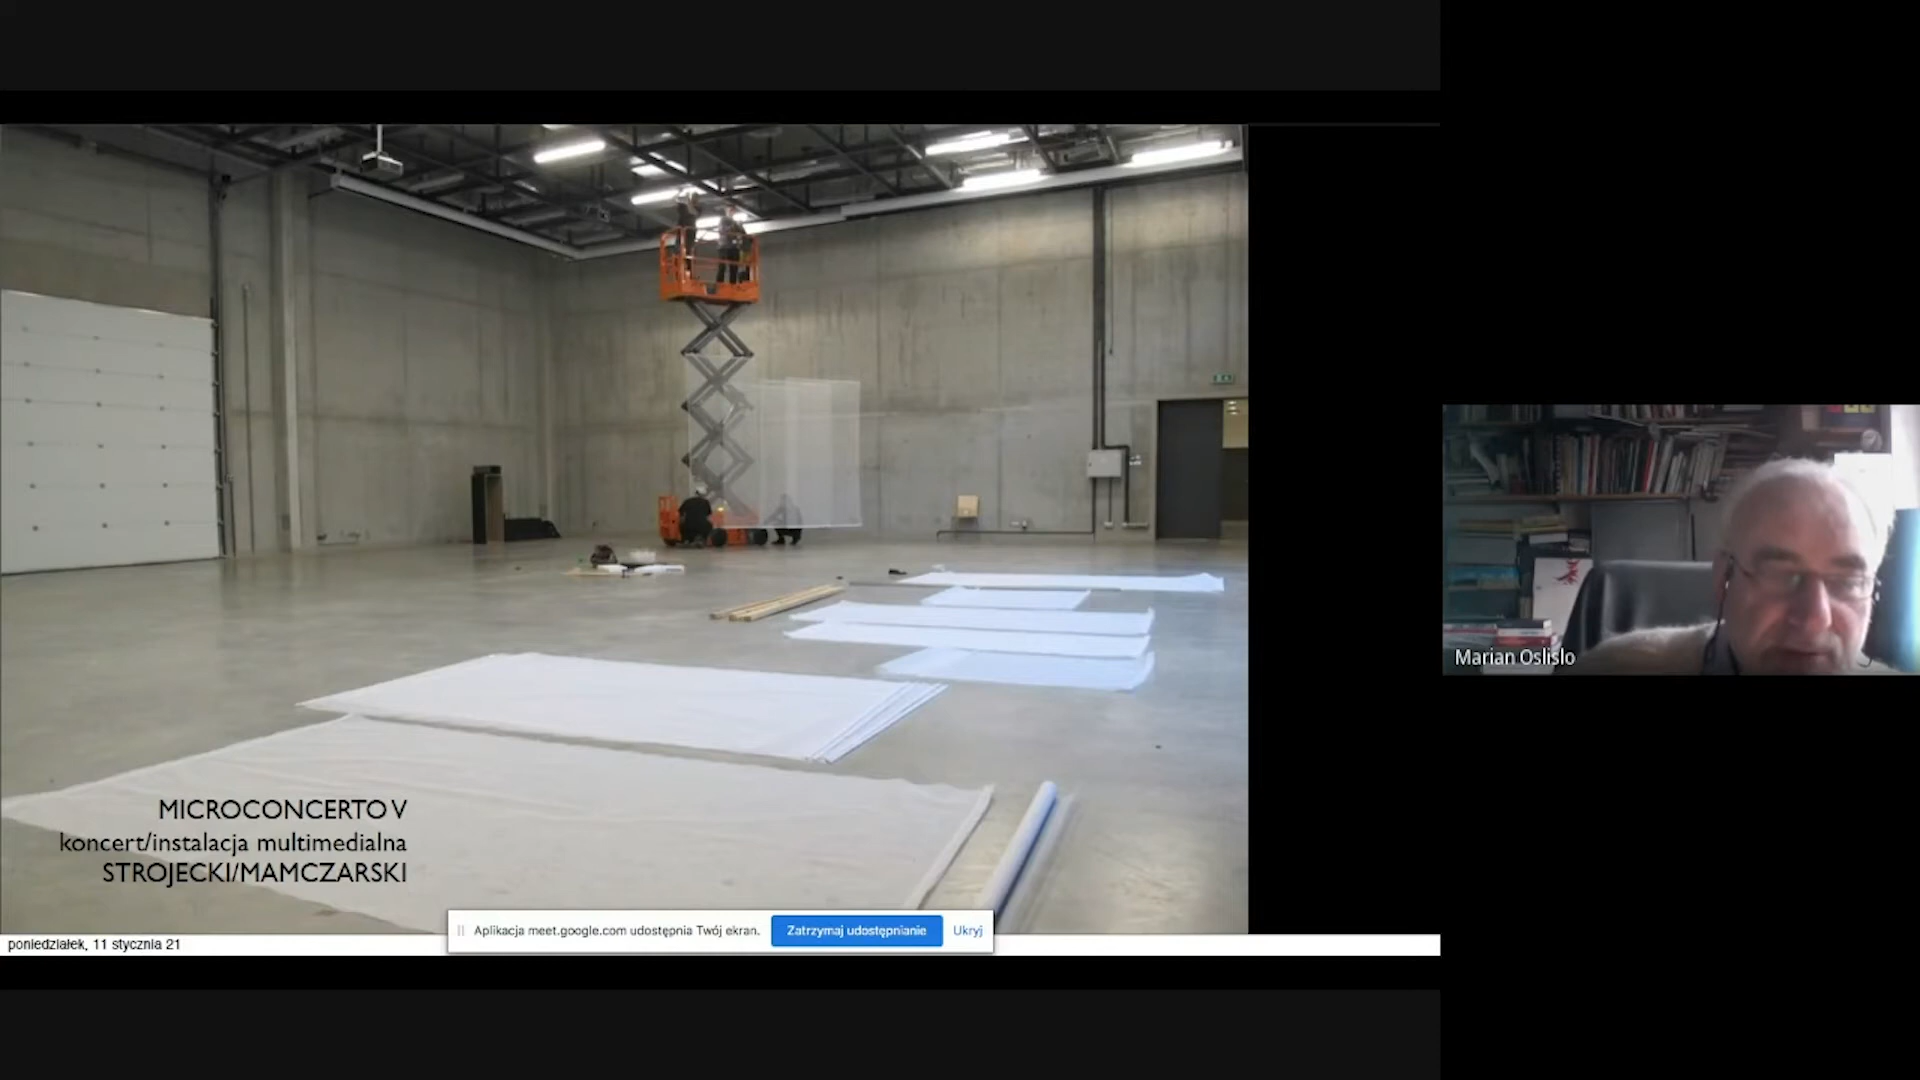 MICROCONCERTO V
koncert/instalacja multimedialna
STROJECKI/MAMCZARSKI
poniedziałek, 11 stycznia 21
Aplikacja meet.google.com udostępnia Twój ekran.
Zatrzymaj udostępnianie
Ukryj
Marian Oslislo